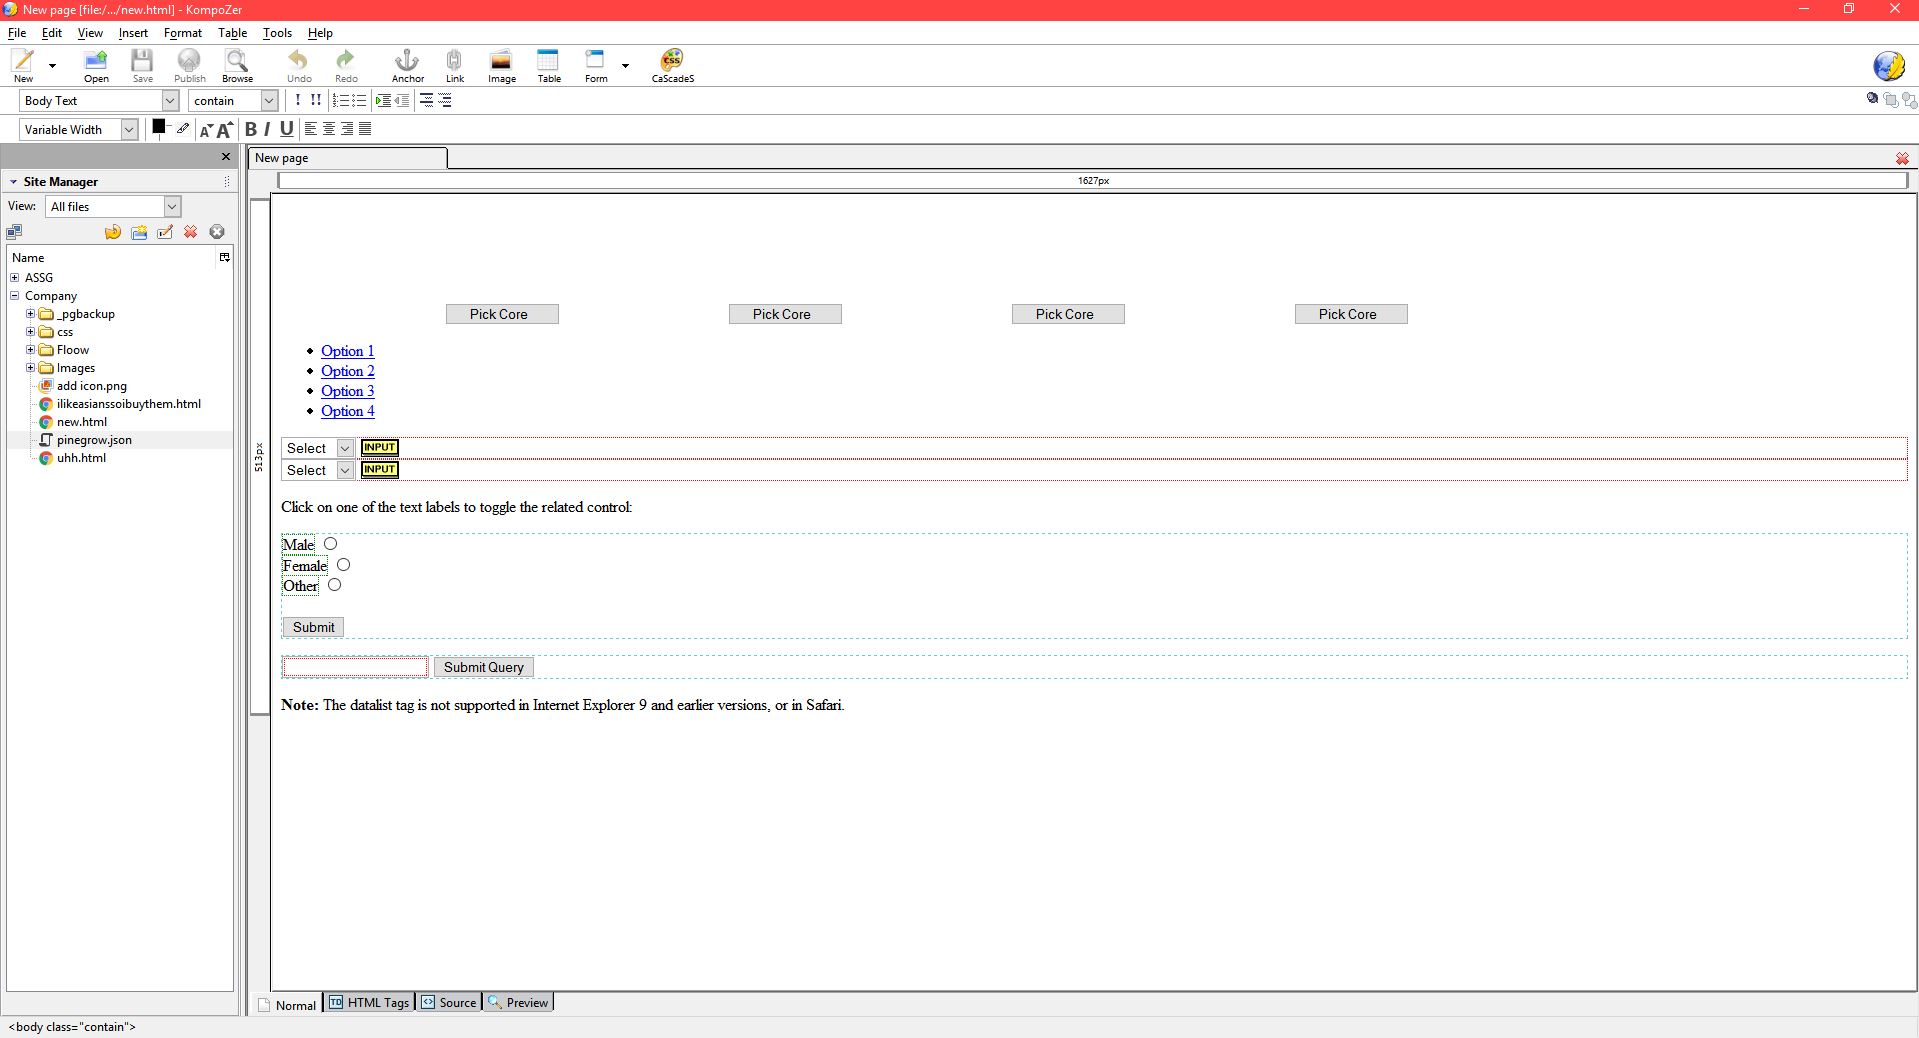 New page [file:/.../new.html] - KompoZer
File Edit View Insert Format Table Tools Help
New Open Save Publish Browse Undo Redo Anchor Link Image Table Form CaScadeS
Body Text contain ! !!
Variable Width B I U
New page
Site Manager
1627px
View: All files
Name
ASSG
Company
_pgbackup
css
Floow
Images
add icon.png
ilikeasianssoibuythem.html
new.html
pinegrow.json
uhh.html
513px
Pick Core Pick Core Pick Core Pick Core
Option 1
Option 2
Option 3
Option 4
Select INPUT
Select INPUT
Click on one of the text labels to toggle the related control:
Male
Female
Other
Submit
Submit Query
Note: The datalist tag is not supported in Internet Explorer 9 and earlier versions, or in Safari.
Normal TD HTML Tags Source Preview
<body class="contain">